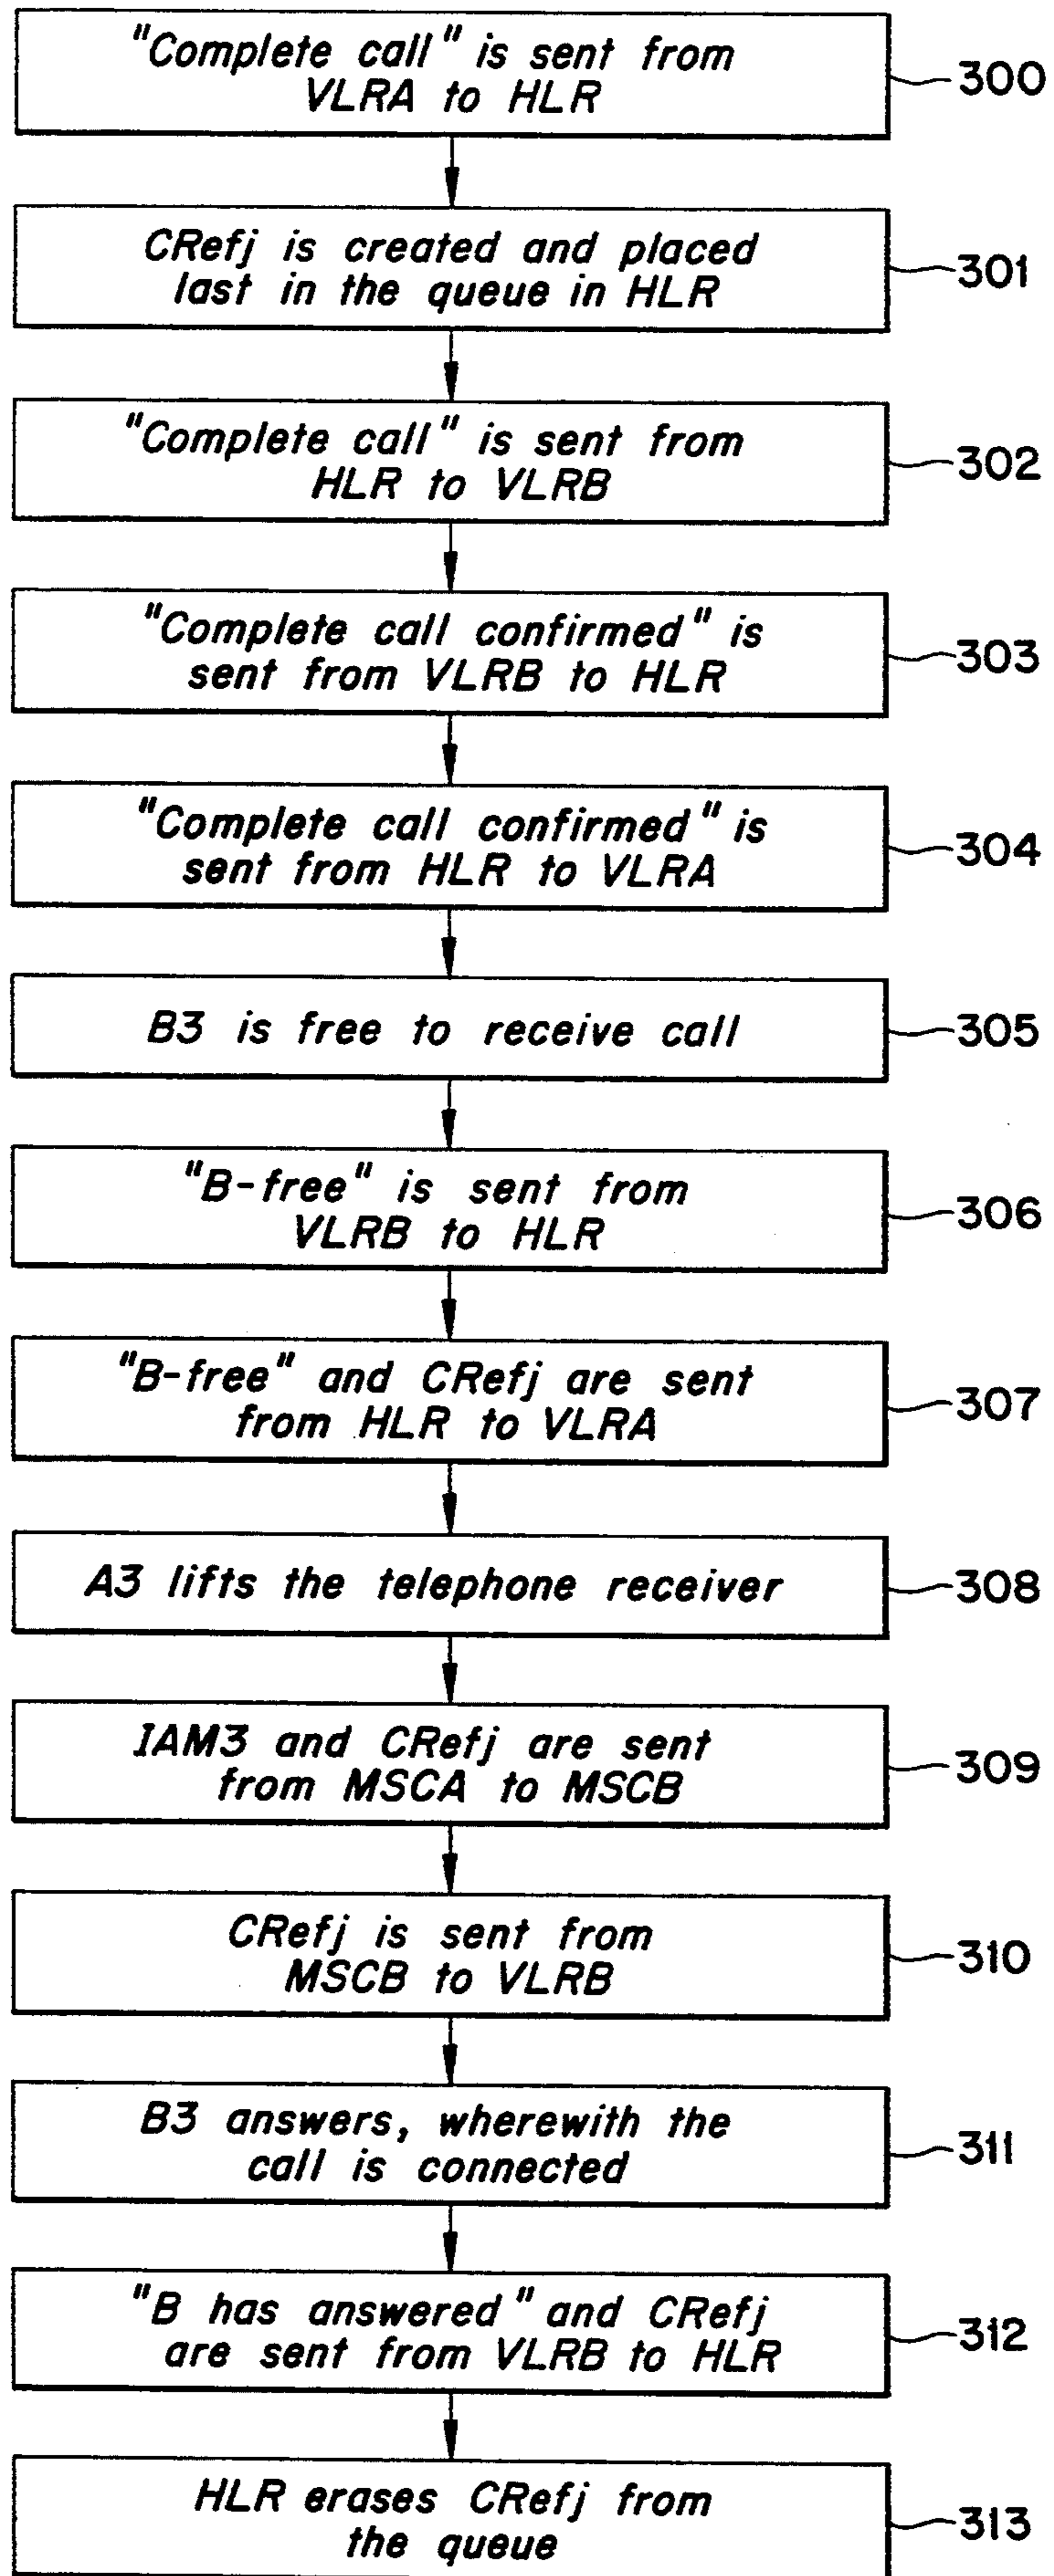 "Complete call" is sent from
VLRA to HLR
300
CRefj is created and placed
last in the queue in HLR
301
"Complete call" is sent from
HLR to VLRB
302
"Complete call confirmed" is
sent from VLRB to HLR
303
"Complete call confirmed" is
sent from HLR to VLRA
304
B3 is free to receive call
305
"B-free" is sent from
VLRB to HLR
306
"B-free" and CRefj are sent
from HLR to VLRA
307
A3 lifts the telephone receiver
308
IAM3 and CRefj are sent
from MSCA to MSCB
309
CRefj is sent from
MSCB to VLRB
310
B3 answers, wherewith the
call is connected
311
"B has answered" and CRefj
are sent from VLRB to HLR
312
HLR erases CRefj from
the queue
313